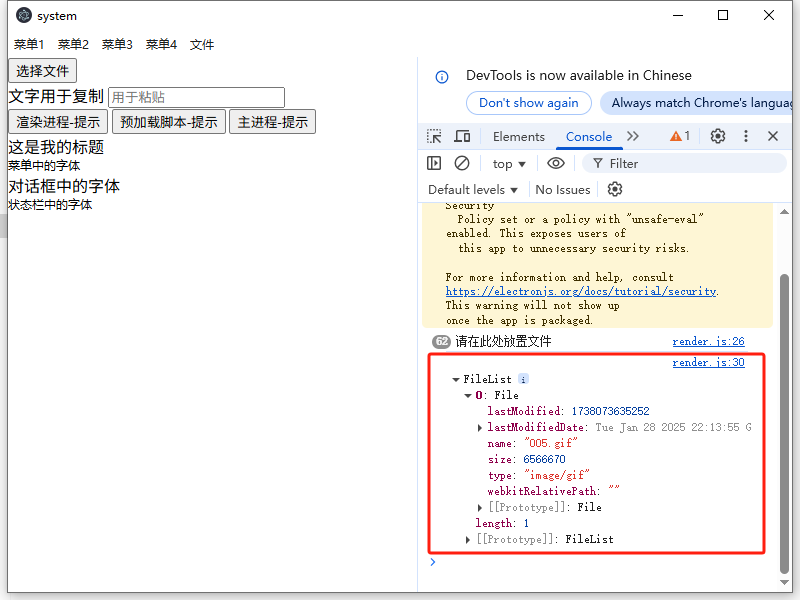 system
菜单1 菜单2 菜单3 菜单4 文件
选择文件
文字用于复制 用于粘贴
渲染进程-提示 预加载脚本-提示 主进程-提示
这是我的标题
菜单中的字体
对话框中的字体
状态栏中的字体
DevTools is now available in Chinese
Don't show again Always match Chrome's langua
Elements Console 1
top Filter
Default levels No Issues
Security
Policy set or a policy with "unsafe-eval"
enabled. This exposes users of
this app to unnecessary security risks.
For more information and help, consult
https://electronjs.org/docs/tutorial/security.
This warning will not show up
once the app is packaged.
62 请在此处放置文件 render.js:26
render.js:30
FileList i
0: File
lastModified: 1738073635252
lastModifiedDate: Tue Jan 28 2025 22:13:55 G
name: "005.gif"
size: 6566670
type: "image/gif"
webkitRelativePath: ""
[[Prototype]]: File
length: 1
[[Prototype]]: FileList